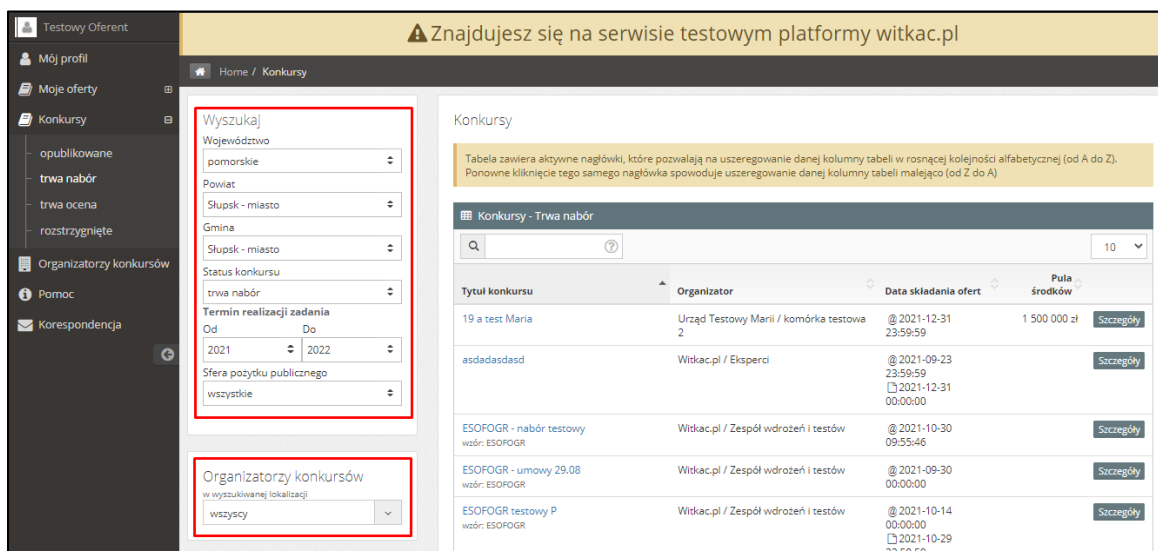 Testowy Oferent
Znajdujesz się na serwisie testowym platformy witkac.pl
Mój profil
Moje oferty
Konkursy
opublikowane
trwa nabór
trwa ocena
rozstrzygnięte
Organizatorzy konkursów
Pomoc
Korespondencja
Home / Konkursy
Wyszukaj
Województwo
pomorskie
Powiat
Słupsk - miasto
Gmina
Słupsk - miasto
Status konkursu
trwa nabór
Termin realizacji zadania
Od Do
2021 2022
Sfera pożytku publicznego
wszystkie
Organizatorzy konkursów
w wyszukiwanej lokalizacji
wszyscy
Konkursy
Tabela zawiera aktywne nagłówki, które pozwalają na uszeregowanie danej kolumny tabeli w rosnącej kolejności alfabetycznej (od A do Z).
Ponowne kliknięcie tego samego nagłówka spowoduje uszeregowanie danej kolumny tabeli malejąco (od Z do A)
Konkursy - Trwa nabór
10
Pula
Tytuł konkursu Organizator Data składania ofert środków
19 a test Maria Urząd Testowy Marii / komórka testowa @ 2021-12-31 1 500 000 zł Szczegóły
2 23:59:59
asdadasdasd Witkac.pl / Eksperci @ 2021-09-23 Szczegóły
23:59:59
2021-12-31
00:00:00
ESOFOGR - nabór testowy Witkac.pl / Zespół wdrożeń i testów @ 2021-10-30 Szczegóły
wzór: ESOFOGR 09:55:46
ESOFOGR - umowy 29.08 Witkac.pl / Zespół wdrożeń i testów @ 2021-09-30 Szczegóły
wzór: ESOFOGR 00:00:00
ESOFOGR testowy P Witkac.pl / Zespół wdrożeń i testów @ 2021-10-14 Szczegóły
wzór: ESOFOGR 00:00:00
2021-10-29